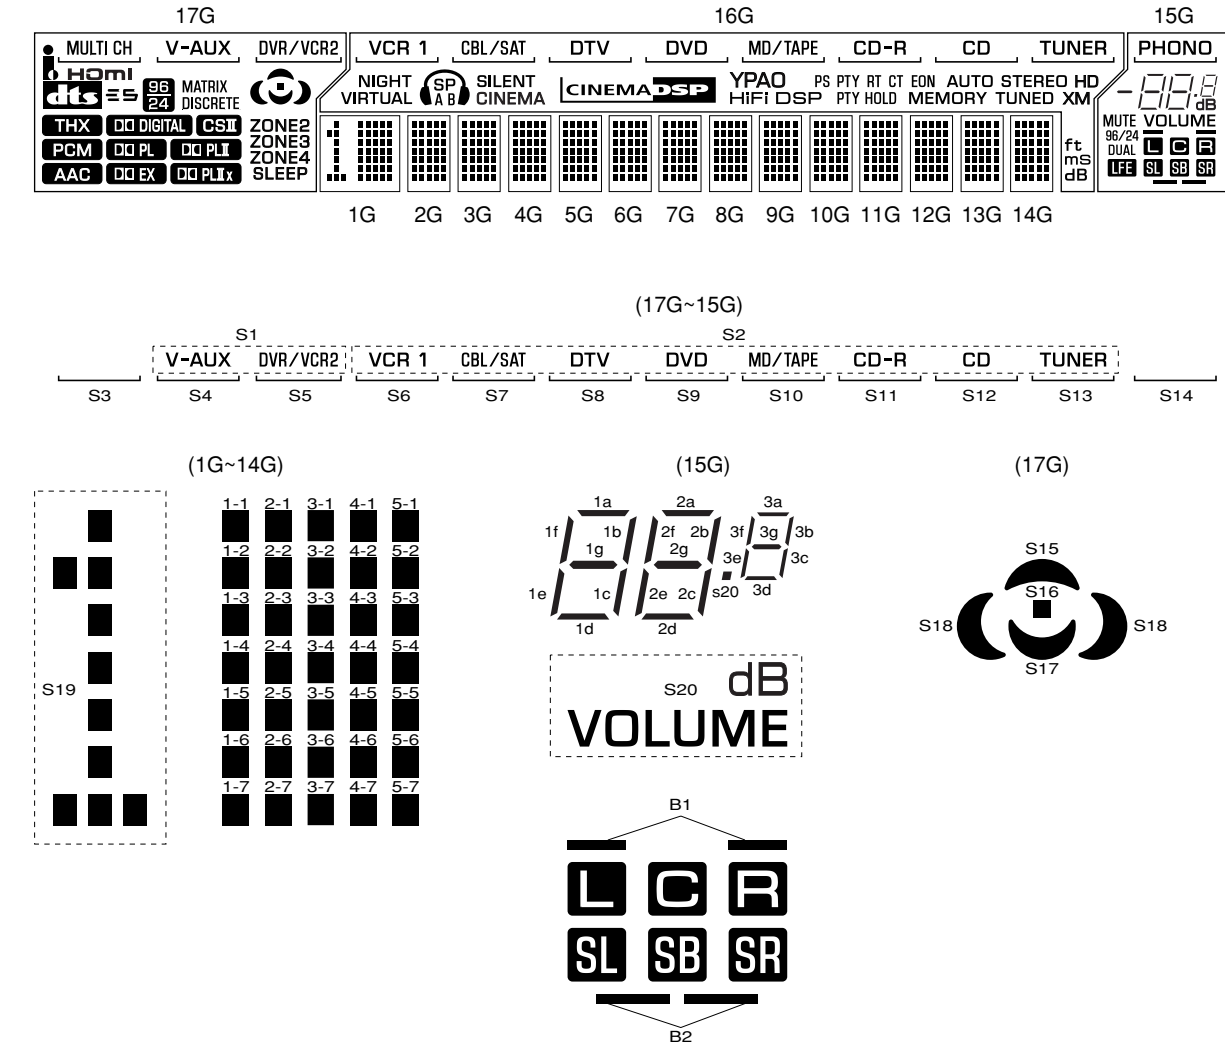 17G 16G 15G
MULTI CH V-AUX DVR/VCR2 VCR 1 CBL/SAT DTV DVD MD/TAPE CD-R CD TUNER PHONO
HDMI 96 MATRIX NIGHT SP SILENT CINEMA DSP YPAO PS PTY RT CT EON AUTO STEREO HD
dts ES 24 DISCRETE VIRTUAL A B CINEMA HiFi DSP PTY HOLD MEMORY TUNED XM -88.8 dB
THX DD DIGITAL CSII ZONE2 MUTE VOLUME
PCM DD PL DD PLII ZONE3 ft 96/24 L C R
ZONE4 mS DUAL
AAC DD EX DD PLIIx SLEEP dB LFE SL SB SR
1G 2G 3G 4G 5G 6G 7G 8G 9G 10G 11G 12G 13G 14G
(17G~15G)
S1 S2
V-AUX DVR/VCR2 VCR 1 CBL/SAT DTV DVD MD/TAPE CD-R CD TUNER
S3 S4 S5 S6 S7 S8 S9 S10 S11 S12 S13 S14
(1G~14G) (15G) (17G)
S19
1-1 2-1 3-1 4-1 5-1
1-2 2-2 3-2 4-2 5-2
1-3 2-3 3-3 4-3 5-3
1-4 2-4 3-4 4-4 5-4
1-5 2-5 3-5 4-5 5-5
1-6 2-6 3-6 4-6 5-6
1-7 2-7 3-7 4-7 5-7
1a 2a 3a
1f 1b 2f 2b 3f 3g 3b
1g 2g 3e 3c
1e 1c 2e 2c s20 3d
1d 2d
S20 dB
VOLUME
S15
S16
S18 S18
S17
B1
L C R
SL SB SR
B2